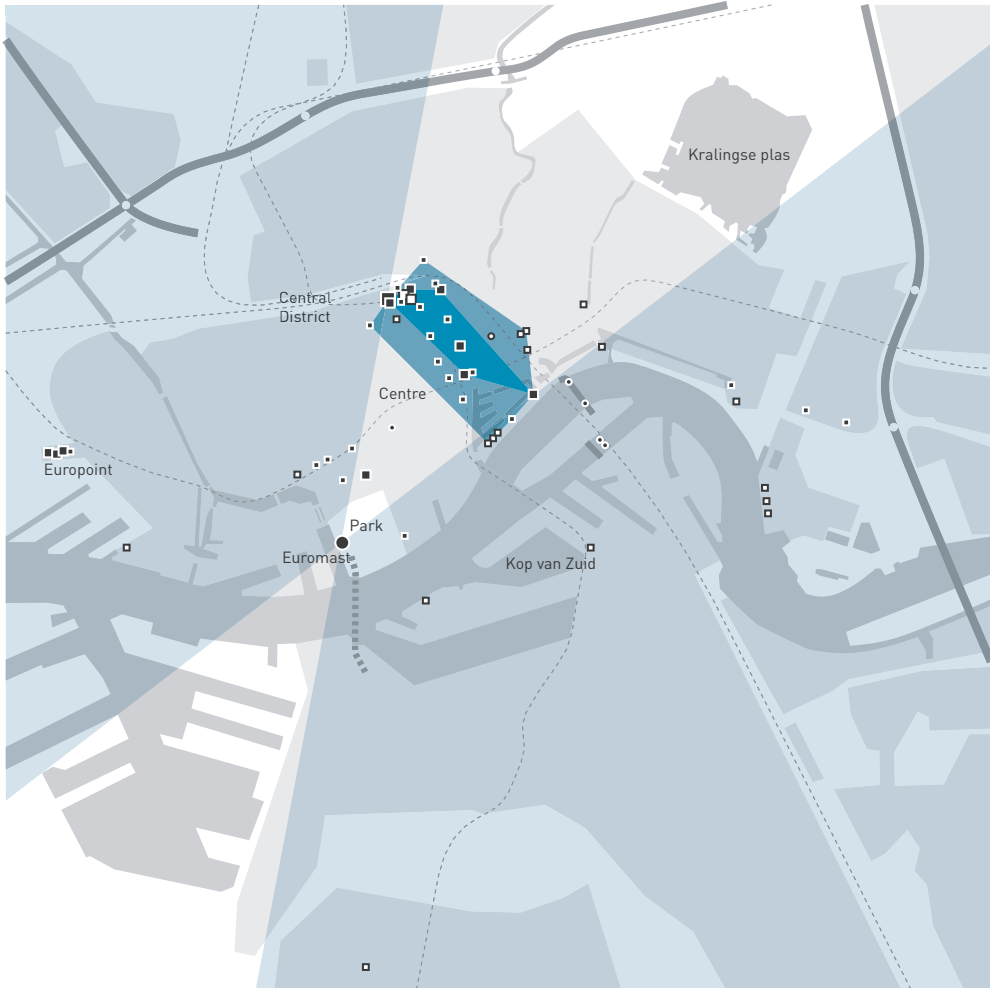 Kralingse plas
Central
District
Centre
Europoint
Park
Euromast
Kop van Zuid